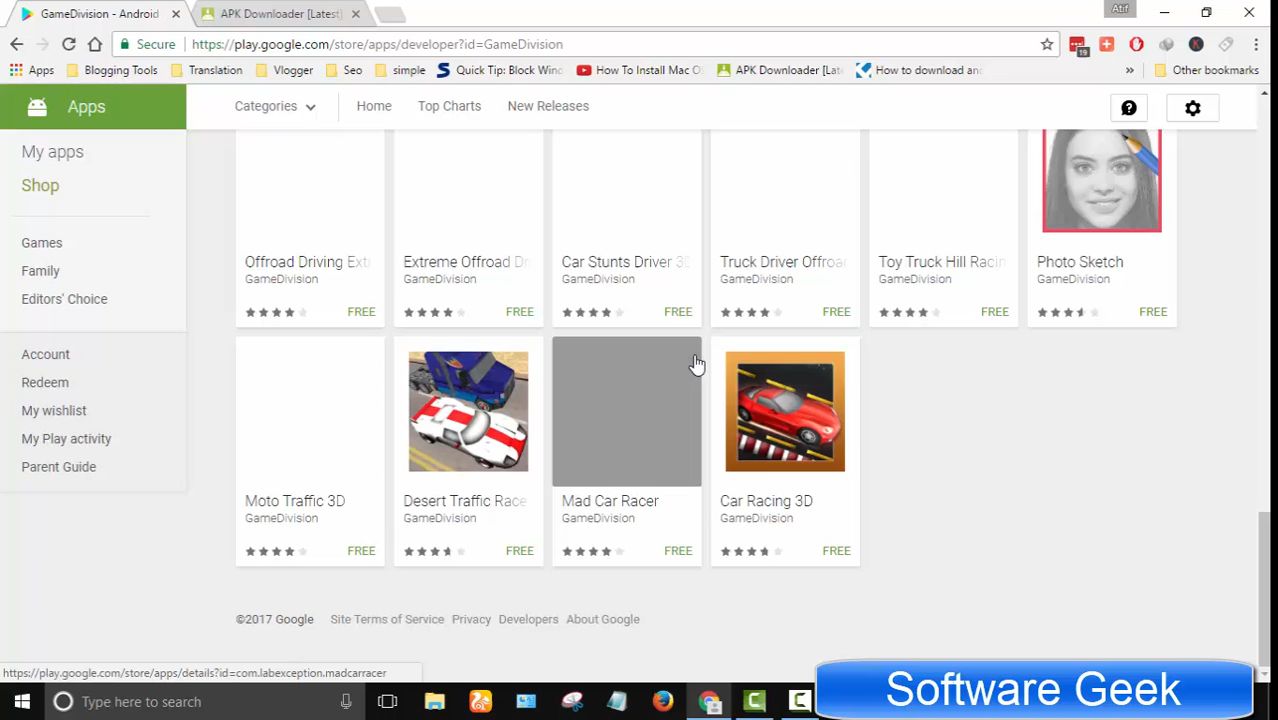 GameDivision - Android
APK Downloader [Latest]
Atif
Secure
https://play.google.com/store/apps/developer?id=GameDivision
19
K
Apps
Blogging Tools
Translation
Vlogger
Seo
simple
Quick Tip: Block Wind
How To Install Mac O
APK Downloader [Late
How to download and
»
Other bookmarks
Apps
Categories
Home
Top Charts
New Releases
My apps
Shop
Games
Family
Editors' Choice
Account
Redeem
My wishlist
My Play activity
Parent Guide
Offroad Driving Ext
Extreme Offroad Dr
Car Stunts Driver 3D
Truck Driver Offroa
Toy Truck Hill Racin
Photo Sketch
GameDivision
GameDivision
GameDivision
GameDivision
GameDivision
GameDivision
FREE
FREE
FREE
FREE
FREE
FREE
Moto Traffic 3D
Desert Traffic Race
Mad Car Racer
Car Racing 3D
GameDivision
GameDivision
GameDivision
GameDivision
FREE
FREE
FREE
FREE
©2017 Google
Site Terms of Service
Privacy
Developers
About Google
https://play.google.com/store/apps/details?id=com.labexception.madcarracer
Type here to search
Software Geek